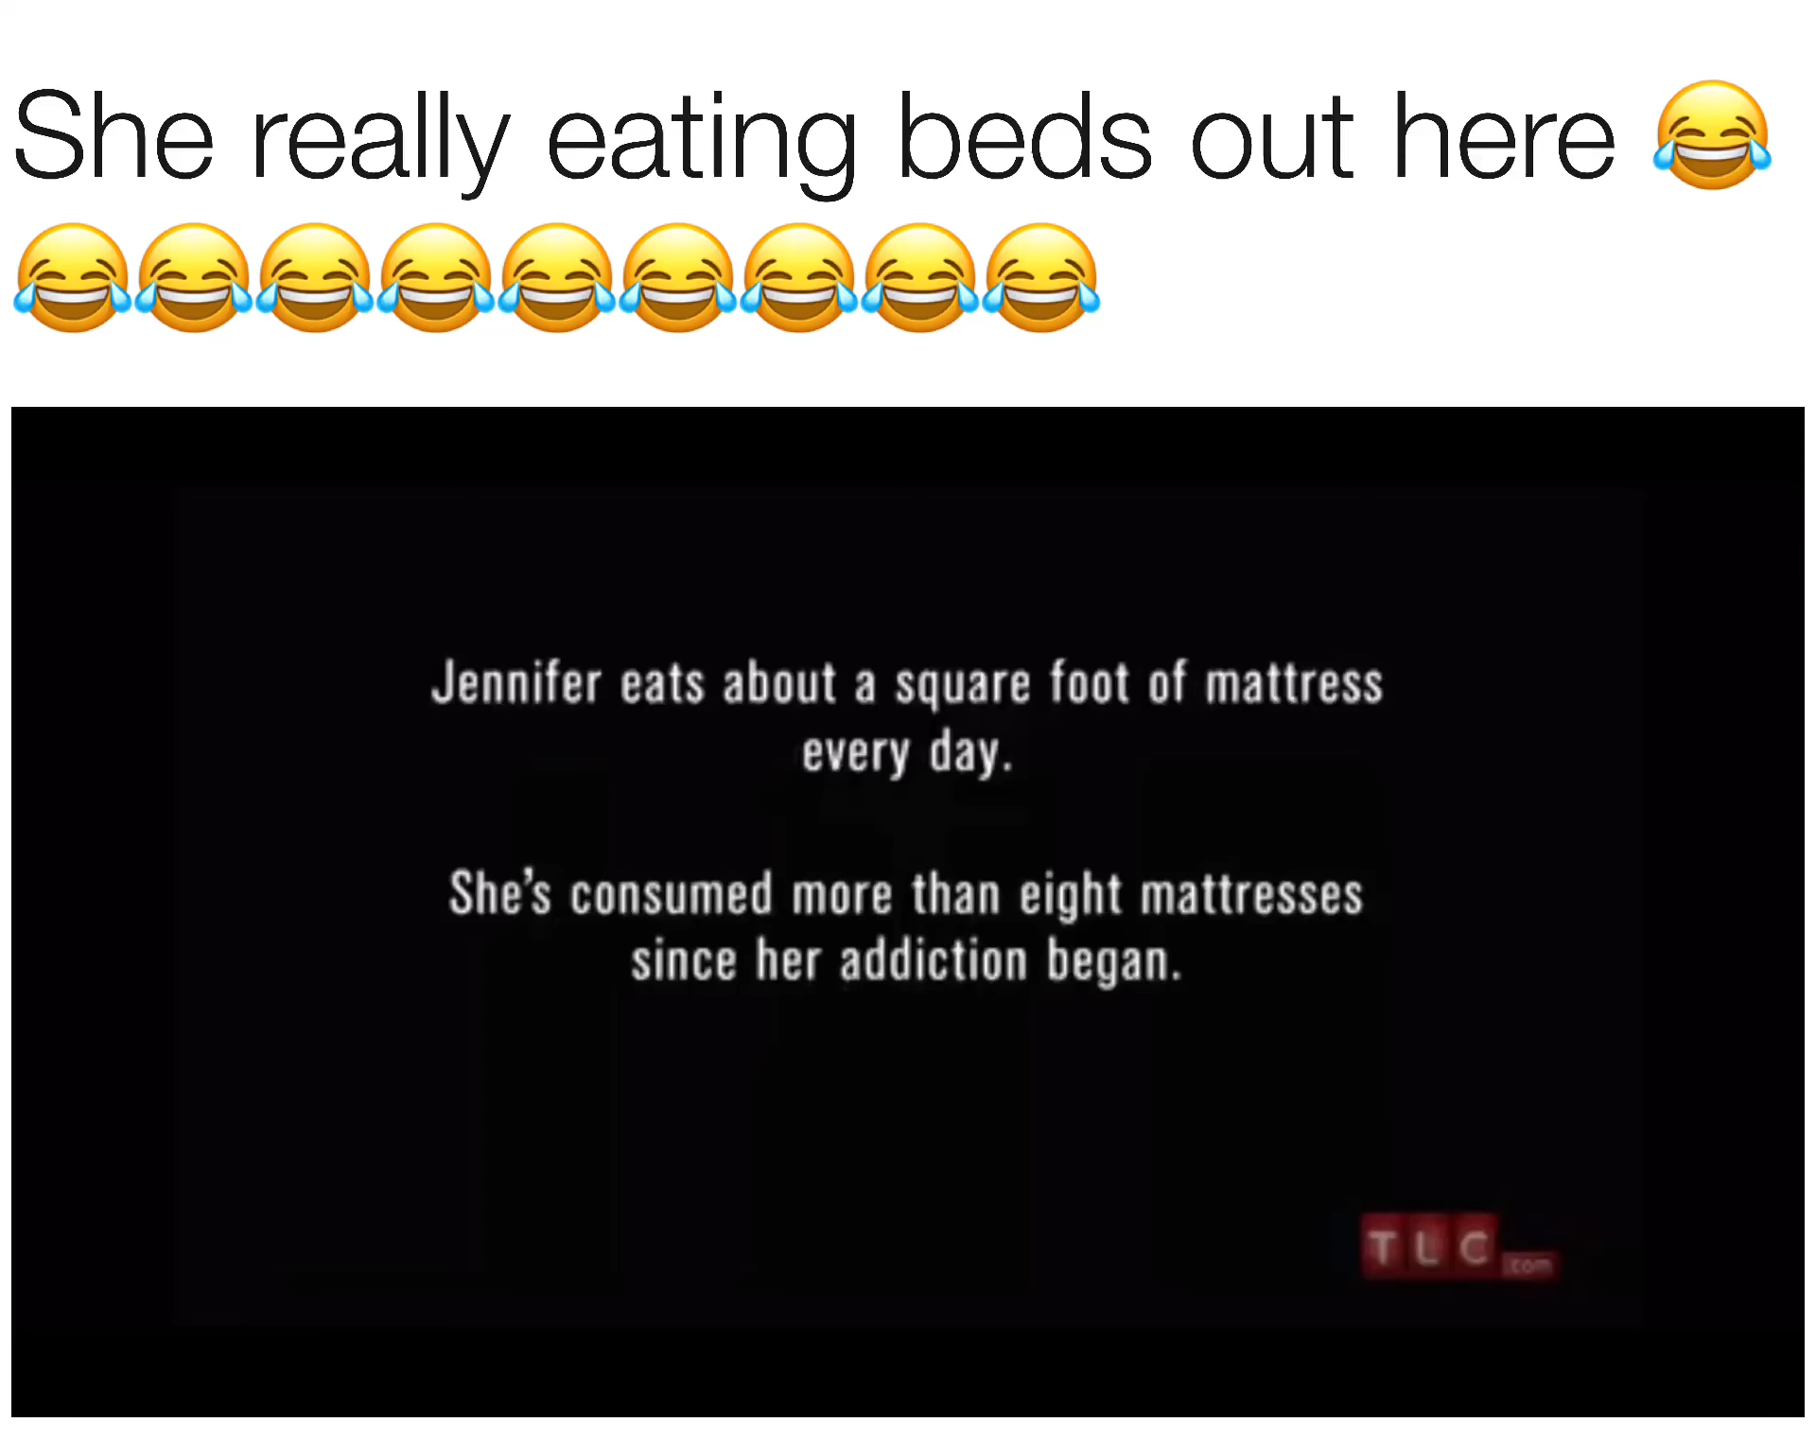 She really eating beds out here 😂
😂😂😂😂😂😂😂😂😂
Jennifer eats about a square foot of mattress
every day.
She's consumed more than eight mattresses
since her addiction began.
TLC.com